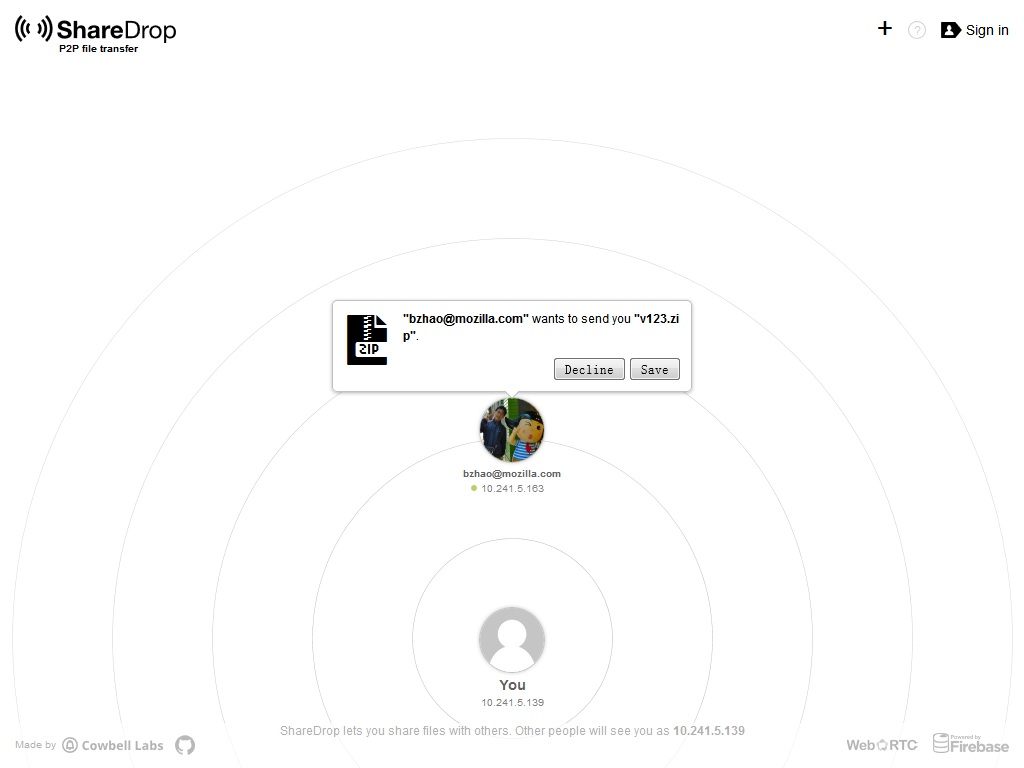 ShareDrop
P2P file transfer
+
?
Sign in
"bzhao@mozilla.com" wants to send you "v123.zi
p".
ZIP
Decline
Save
bzhao@mozilla.com
10.241.5.163
You
10.241.5.139
ShareDrop lets you share files with others. Other people will see you as 10.241.5.139
Made by Cowbell Labs
WebRTC
Powered by
Firebase